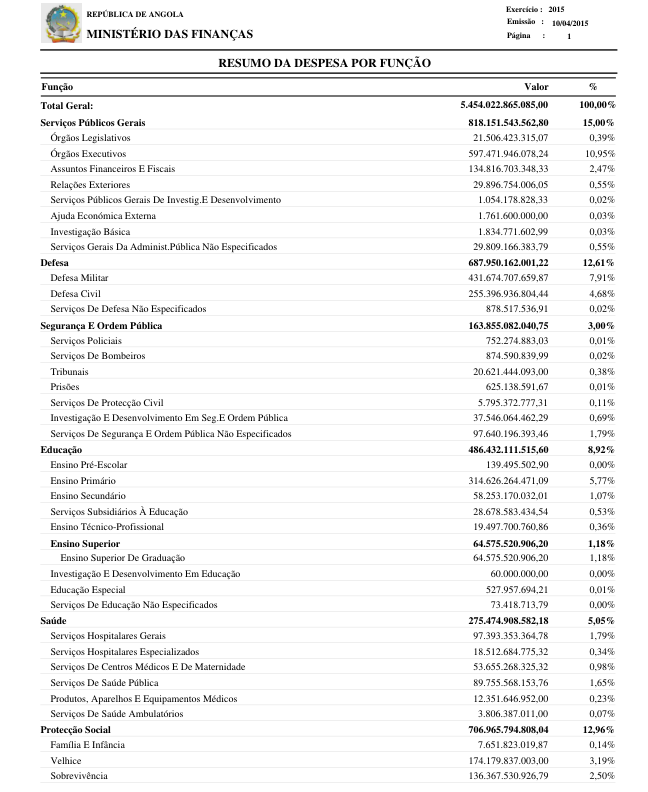 REPÚBLICA DE ANGOLA
MINISTÉRIO DAS FINANÇAS
Exercício : 2015
Emissão : 10/04/2015
Página : 1
RESUMO DA DESPESA POR FUNÇÃO
Função Valor %
Total Geral: 5.454.022.865.085,00 100,00%
Serviços Públicos Gerais 818.151.543.562,80 15,00%
Órgãos Legislativos 21.506.423.315,07 0,39%
Órgãos Executivos 597.471.946.078,24 10,95%
Assuntos Financeiros E Fiscais 134.816.703.348,33 2,47%
Relações Exteriores 29.896.754.006,05 0,55%
Serviços Públicos Gerais De Investig.E Desenvolvimento 1.054.178.828,33 0,02%
Ajuda Económica Externa 1.761.600.000,00 0,03%
Investigação Básica 1.834.771.602,99 0,03%
Serviços Gerais Da Administ.Pública Não Especificados 29.809.166.383,79 0,55%
Defesa 687.950.162.001,22 12,61%
Defesa Militar 431.674.707.659,87 7,91%
Defesa Civil 255.396.936.804,44 4,68%
Serviços De Defesa Não Especificados 878.517.536,91 0,02%
Segurança E Ordem Pública 163.855.082.040,75 3,00%
Serviços Policiais 752.274.883,03 0,01%
Serviços De Bombeiros 874.590.839,99 0,02%
Tribunais 20.621.444.093,00 0,38%
Prisões 625.138.591,67 0,01%
Serviços De Protecção Civil 5.795.372.777,31 0,11%
Investigação E Desenvolvimento Em Seg.E Ordem Pública 37.546.064.462,29 0,69%
Serviços De Segurança E Ordem Pública Não Especificados 97.640.196.393,46 1,79%
Educação 486.432.111.515,60 8,92%
Ensino Pré-Escolar 139.495.502,90 0,00%
Ensino Primário 314.626.264.471,09 5,77%
Ensino Secundário 58.253.170.032,01 1,07%
Serviços Subsidiários À Educação 28.678.583.434,54 0,53%
Ensino Técnico-Profissional 19.497.700.760,86 0,36%
Ensino Superior 64.575.520.906,20 1,18%
Ensino Superior De Graduação 64.575.520.906,20 1,18%
Investigação E Desenvolvimento Em Educação 60.000.000,00 0,00%
Educação Especial 527.957.694,21 0,01%
Serviços De Educação Não Especificados 73.418.713,79 0,00%
Saúde 275.474.908.582,18 5,05%
Serviços Hospitalares Gerais 97.393.353.364,78 1,79%
Serviços Hospitalares Especializados 18.512.684.775,32 0,34%
Serviços De Centros Médicos E De Maternidade 53.655.268.325,32 0,98%
Serviços De Saúde Pública 89.755.568.153,76 1,65%
Produtos, Aparelhos E Equipamentos Médicos 12.351.646.952,00 0,23%
Serviços De Saúde Ambulatórios 3.806.387.011,00 0,07%
Protecção Social 706.965.794.808,04 12,96%
Família E Infância 7.651.823.019,87 0,14%
Velhice 174.179.837.003,00 3,19%
Sobrevivência 136.367.530.926,79 2,50%